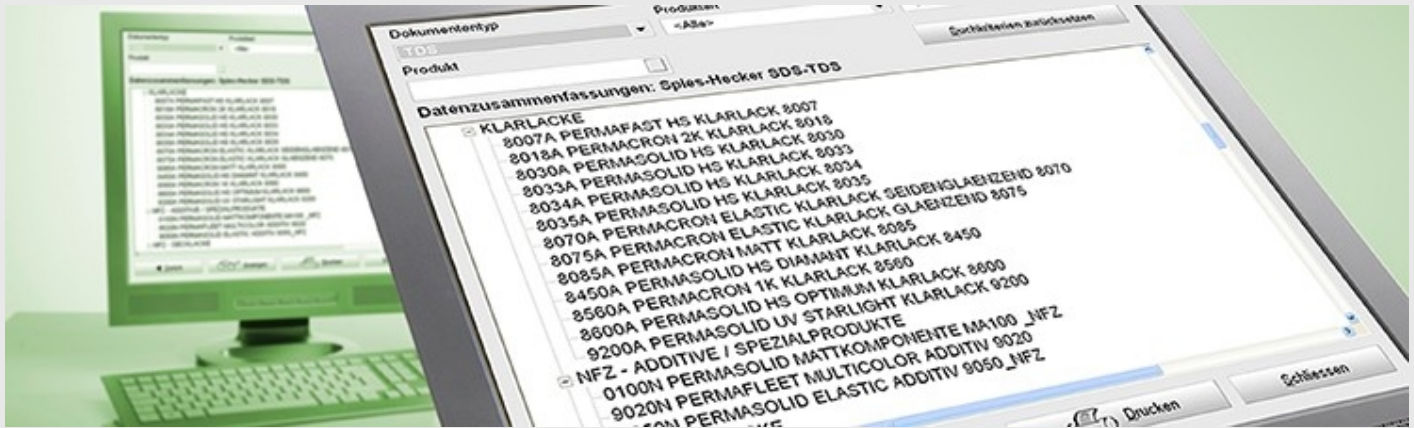 Dokumententyp
Produktart
TDS
<Alle>
Suchkriterien zurücksetzen
Produkt
Datenzusammenfassungen: Spies-Hecker SDS-TDS
KLARLACKE
8007A PERMAFAST HS KLARLACK 8007
8018A PERMACRON 2K KLARLACK 8018
8030A PERMASOLID HS KLARLACK 8030
8033A PERMASOLID HS KLARLACK 8033
8034A PERMASOLID HS KLARLACK 8034
8035A PERMASOLID HS KLARLACK 8035
8070A PERMACRON ELASTIC KLARLACK SEIDENGLAENZEND 8070
8075A PERMACRON ELASTIC KLARLACK GLAENZEND 8075
8085A PERMACRON MATT KLARLACK 8085
8450A PERMASOLID HS DIAMANT KLARLACK 8450
8560A PERMACRON 1K KLARLACK 8560
8600A PERMASOLID HS OPTIMUM KLARLACK 8600
9200A PERMASOLID UV STARLIGHT KLARLACK 9200
NFZ - ADDITIVE / SPEZIALPRODUKTE
0100N PERMASOLID MATTKOMPONENTE MA100 _NFZ
9020N PERMAFLEET MULTICOLOR ADDITIV 9020
PERMASOLID ELASTIC ADDITIV 9050_NFZ
Drucken
Schliessen